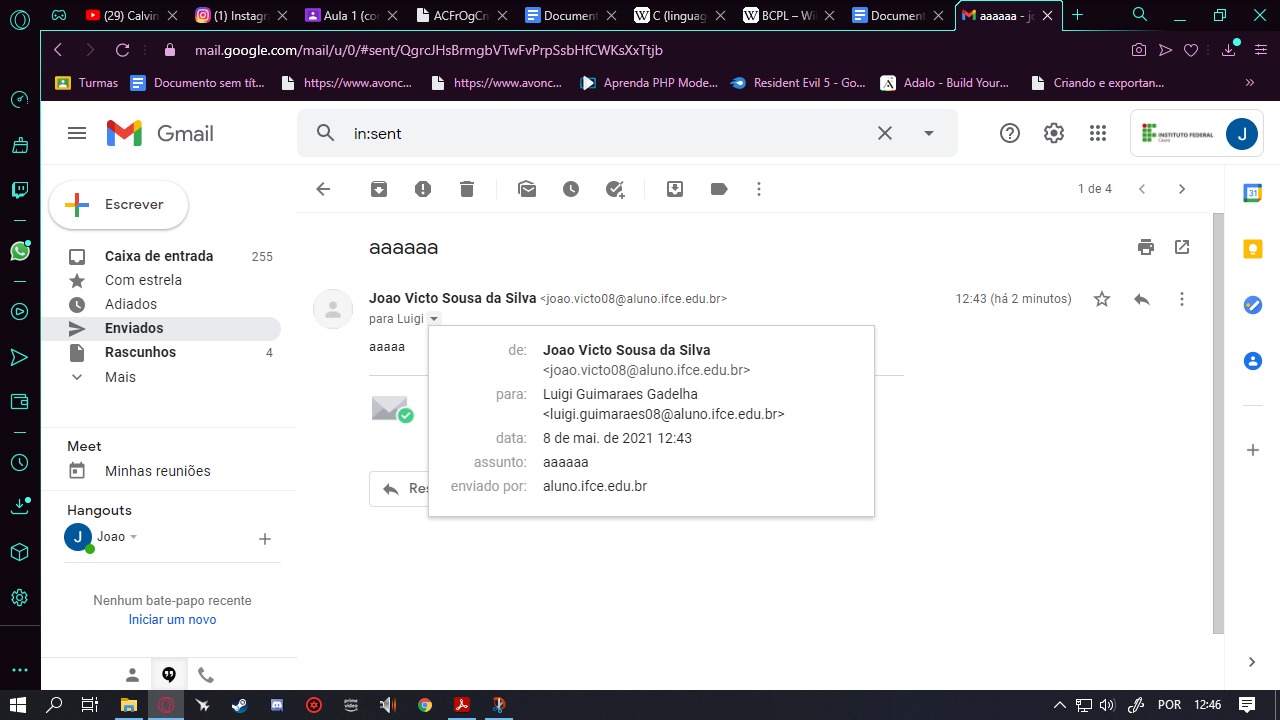 (29) Calvin
Instagr
Aula 1 (co
ACFrOgCn
Document
C (linguag
BCPL – Wi
Document
aaaaaa - jo
mail.google.com/mail/u/0/#sent/QgrcJHsBrmgbVTwFvPrpSsbHfCWKsXxTtjb
Turmas
Documento sem tít...
https://www.avonc...
https://www.avonc...
Aprenda PHP Mode...
Resident Evil 5 - Go...
Adalo - Build Your...
Criando e exportan...
»
Gmail
in:sent
INSTITUTO FEDERAL
Ceará
J
Escrever
1 de 4
31
Caixa de entrada 255
Com estrela
Adiados
Enviados
Rascunhos 4
Mais
aaaaaa
Joao Victo Sousa da Silva <joao.victo08@aluno.ifce.edu.br>
12:43 (há 2 minutos)
para Luigi
aaaaa
de: Joao Victo Sousa da Silva
<joao.victo08@aluno.ifce.edu.br>
para: Luigi Guimaraes Gadelha
<luigi.guimaraes08@aluno.ifce.edu.br>
data: 8 de mai. de 2021 12:43
assunto: aaaaaa
enviado por: aluno.ifce.edu.br
Res
Meet
Minhas reuniões
Hangouts
J Joao
Nenhum bate-papo recente
Iniciar um novo
prime video
POR 12:46